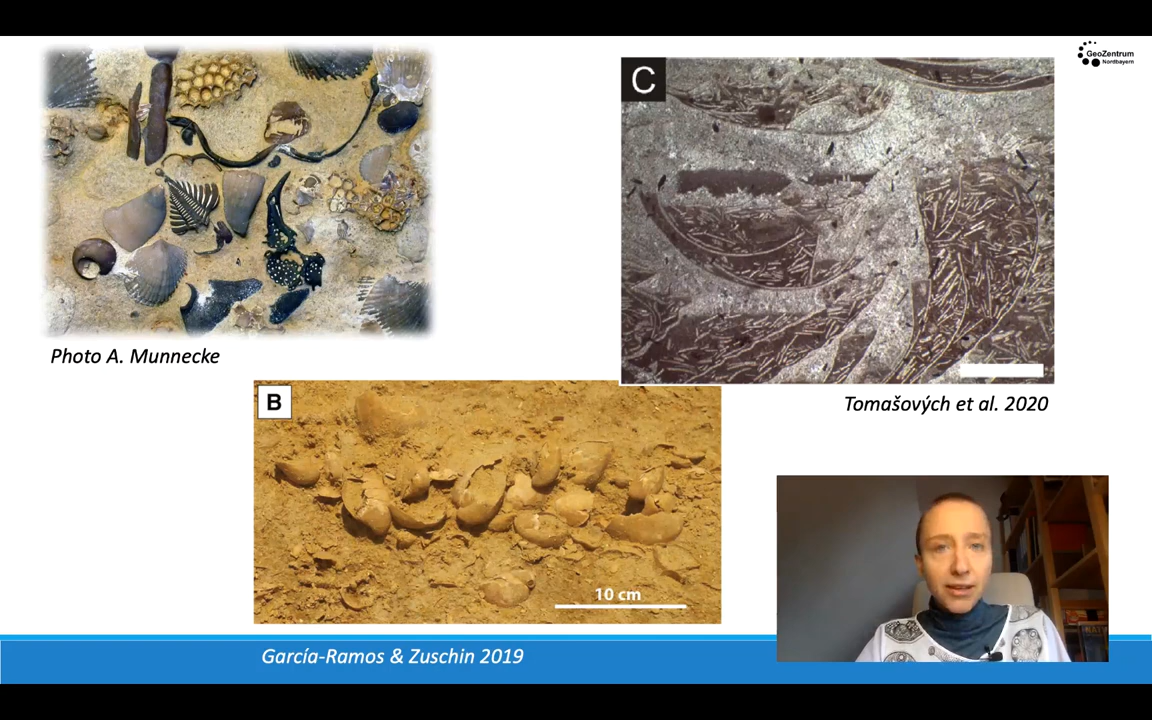 GeoZentrum
Nordbayern
C
Photo A. Munnecke
Tomašových et al. 2020
B
10 cm
García-Ramos & Zuschin 2019